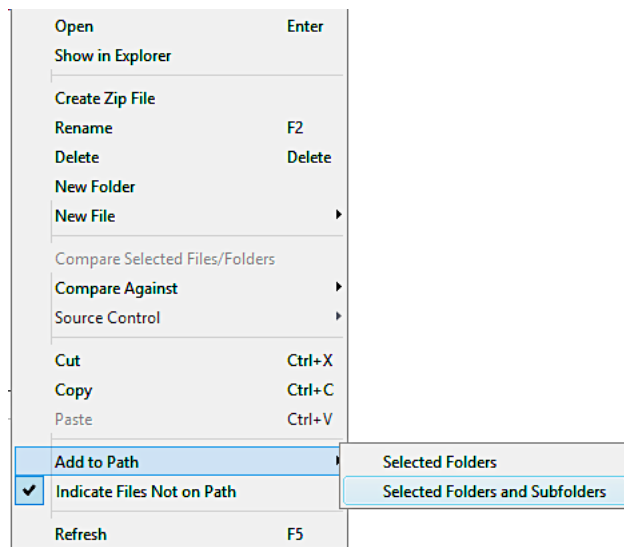 Open Enter
Show in Explorer
Create Zip File
Rename F2
Delete Delete
New Folder
New File
Compare Selected Files/Folders
Compare Against
Source Control
Cut Ctrl+X
Copy Ctrl+C
Paste Ctrl+V
Add to Path Selected Folders
Indicate Files Not on Path Selected Folders and Subfolders
Refresh F5